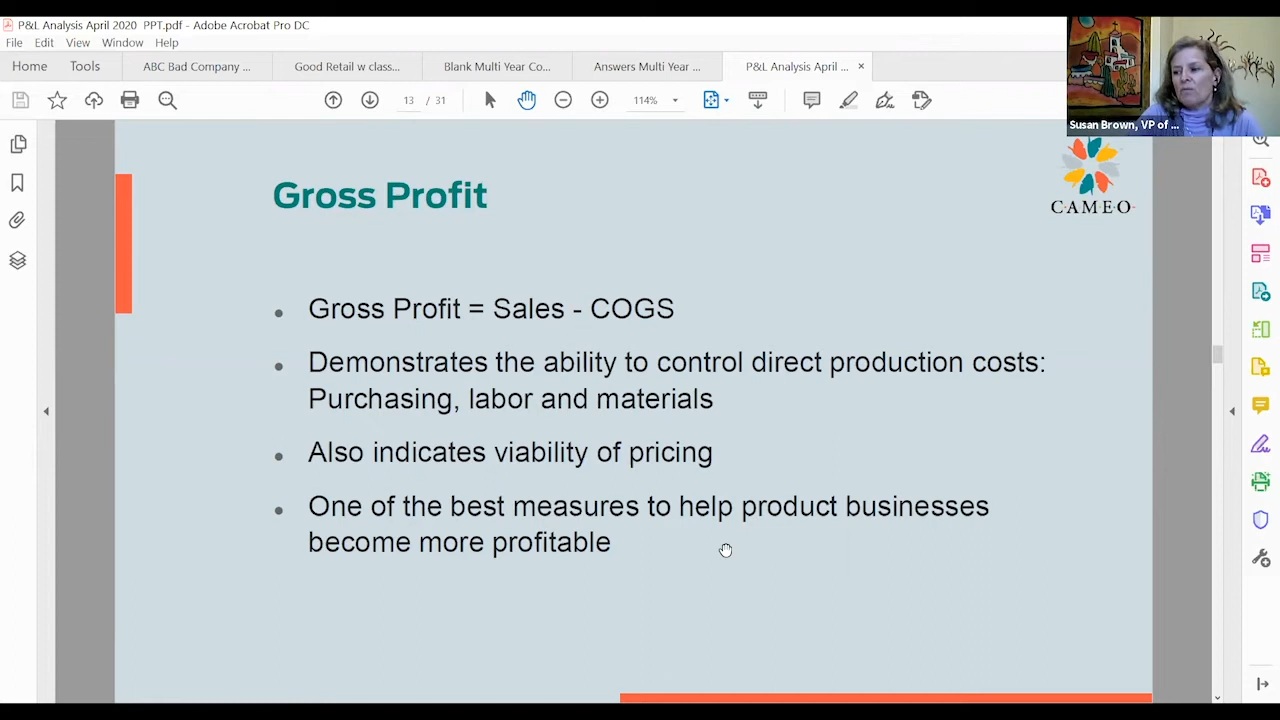 P&L Analysis April 2020 PPT.pdf - Adobe Acrobat Pro DC
File Edit View Window Help
Home Tools ABC Bad Company ... Good Retail w class... Blank Multi Year Co... Answers Multi Year ... P&L Analysis April ... ×
13 / 31 114%
Susan Brown, VP of ...
CAMEO
Gross Profit
• Gross Profit = Sales - COGS
• Demonstrates the ability to control direct production costs:
Purchasing, labor and materials
• Also indicates viability of pricing
• One of the best measures to help product businesses
become more profitable